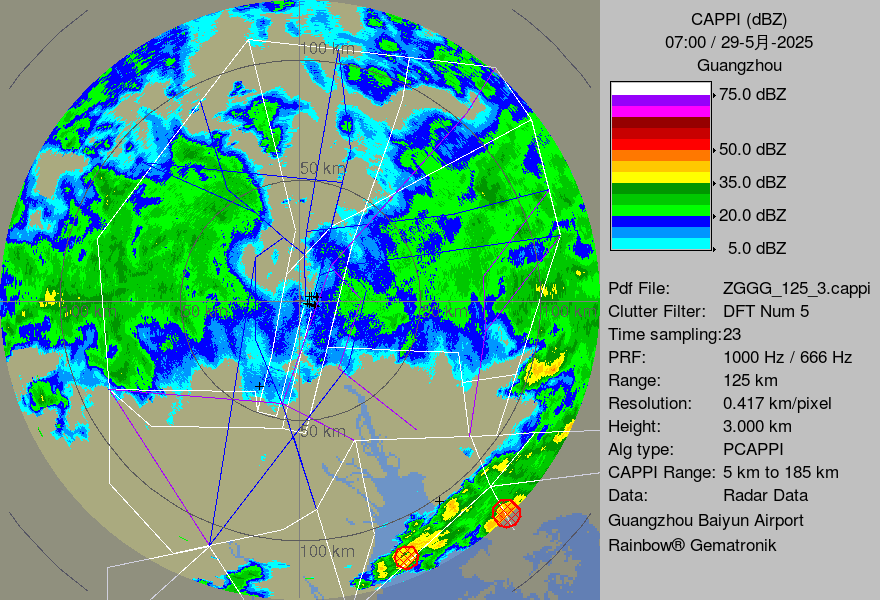 CAPPI (dBZ)
07:00 / 29-5月-2025
Guangzhou
75.0 dBZ
50.0 dBZ
35.0 dBZ
20.0 dBZ
5.0 dBZ
Pdf File: ZGGG_125_3.cappi
Clutter Filter: DFT Num 5
Time sampling:23
PRF: 1000 Hz / 666 Hz
Range: 125 km
Resolution: 0.417 km/pixel
Height: 3.000 km
Alg type: PCAPPI
CAPPI Range: 5 km to 185 km
Data: Radar Data
Guangzhou Baiyun Airport
Rainbow® Gematronik
100 km
50 km
100 km 50 km 50 km 100 km
50 km
100 km